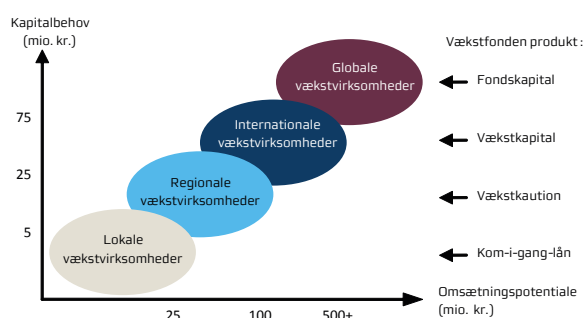 Kapitalbehov
(mio. kr.)
Vækstfonden produkt:
Globale
vækstvirksomheder
Fondskapital
75
Internationale
vækstvirksomheder
Vækstkapital
25
Regionale
vækstvirksomheder
Vækstkaution
5
Lokale
vækstvirksomheder
Kom-i-gang-lån
25
100
500+
Omsætningspotentiale
(mio. kr.)